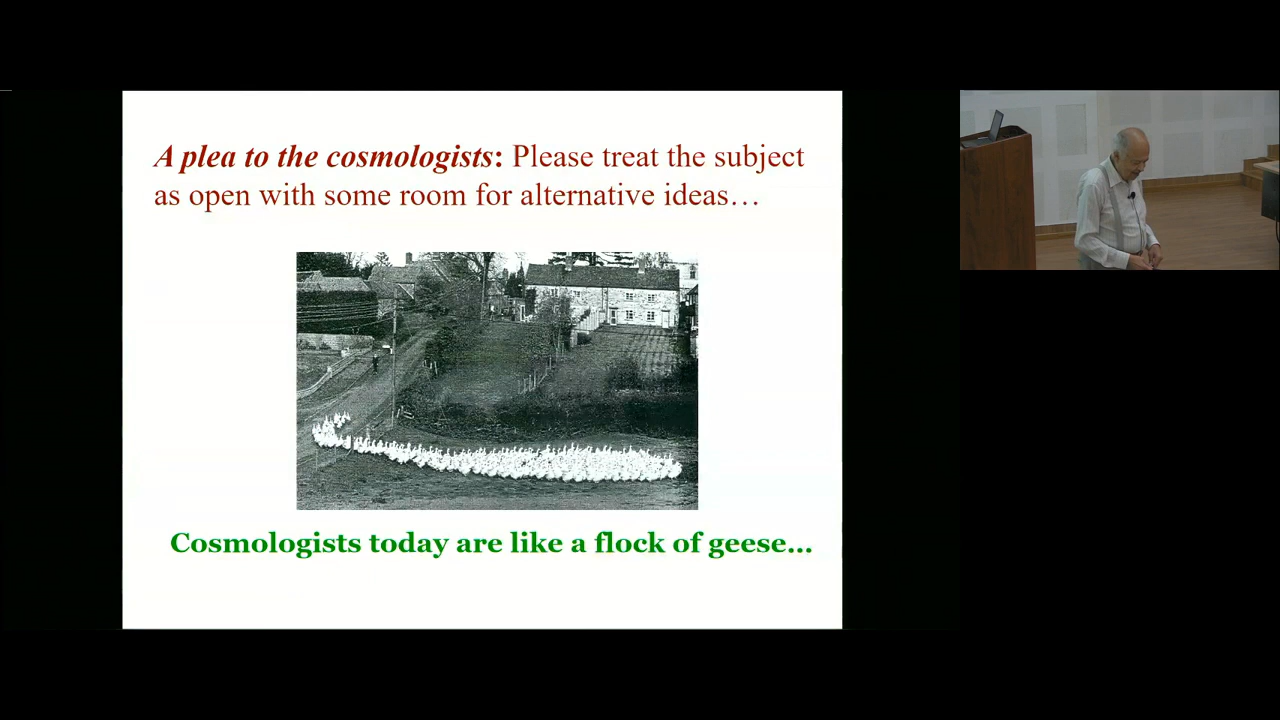 A plea to the cosmologists: Please treat the subject
as open with some room for alternative ideas…
Cosmologists today are like a flock of geese…